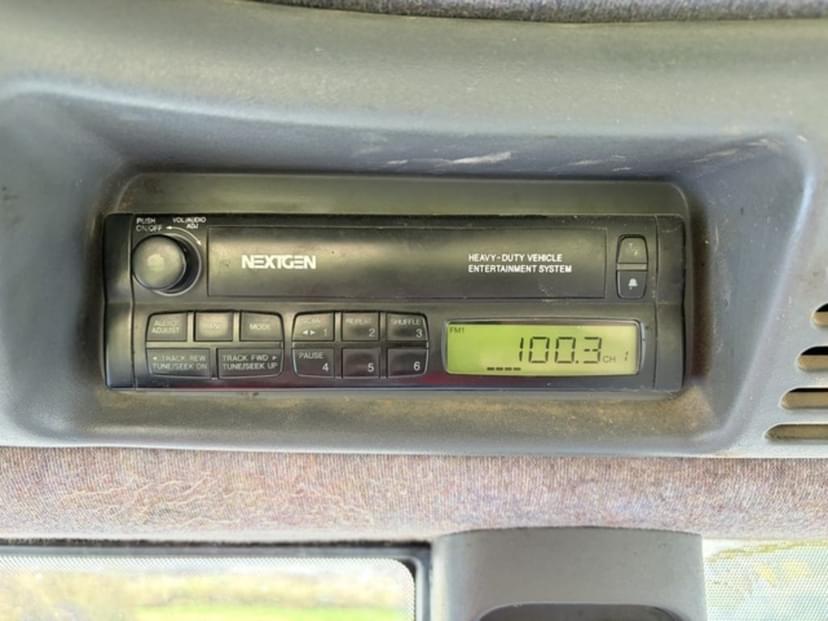 PUSH
ON/OFF
VOL/AUDIO
ADJ
NEXTGEN
HEAVY-DUTY VEHICLE
ENTERTAINMENT SYSTEM
AUDIO
ADJUST
MODE
◄ TRACK REW
TUNE/SEEK DN
TRACK FWD ►
TUNE/SEEK UP
SCAN
◄► 1
REPEAT
2
SHUFFLE
3
PAUSE
4
5
6
FM1
100.3 CH 1